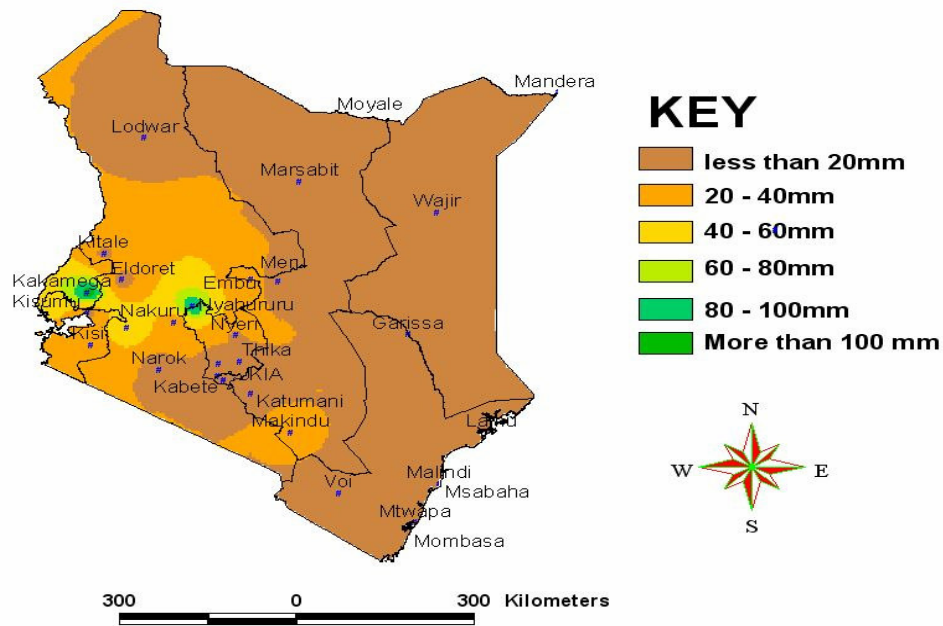 Mandera
Moyale
Lodwar
Marsabit
Wajir
Kitale
Eldoret
Meru
Kakamega
Embu
Kisumu
Nyahururu
Nakuru
Nyeri
Garissa
Kisii
Narok
Thika
JKIA
Kabete
Katumani
Makindu
Lamu
Malindi
Voi
Msabaha
Mtwapa
Mombasa
KEY
less than 20mm
20 - 40mm
40 - 60mm
60 - 80mm
80 - 100mm
More than 100 mm
N
W E
S
300 0 300 Kilometers